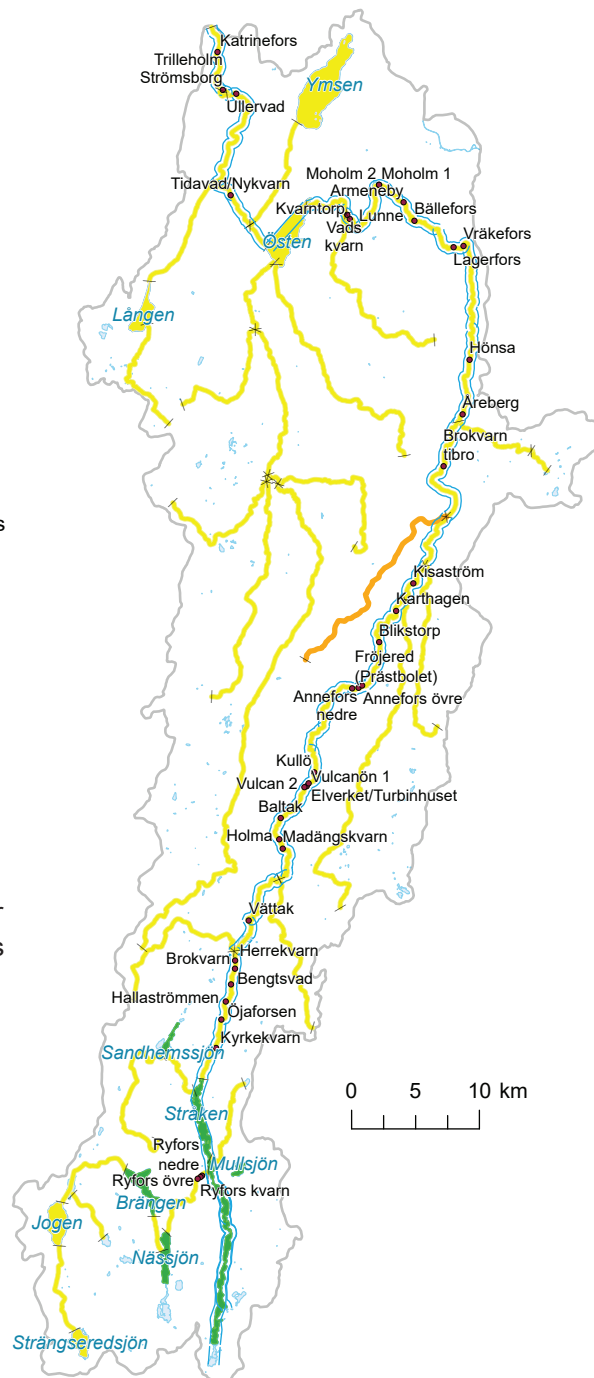 Katrinefors
Trilleholm
Strömsborg
Ymsen
Ullervad
Moholm 2 Moholm 1
Tidavad/Nykvarn
Armeneby
Kvarntorp
Lunne
Bällefors
Vads
kvarn
Östen
Vräkefors
Lagerfors
Lången
Hönsa
Åreberg
Brokvarn
tibro
s
Kisaström
Karthagen
Blikstorp
Fröjered
(Prästbolet)
Annefors
nedre
Annefors övre
Kullö
Vulcan 2
Vulcanön 1
Elverket/Turbinhuset
Baltak
Holma
Madängskvarn
-
Vättak
s
Brokvarn
Herrekvarn
Bengtsvad
Hallaströmmen
Öjaforsen
Kyrkekvarn
Sandhemssjön
0 5 10 km
Stråken
Ryfors
nedre
Mullsjön
Ryfors övre
Ryfors kvarn
Brängen
Jogen
Nässjön
Strängseredsjön